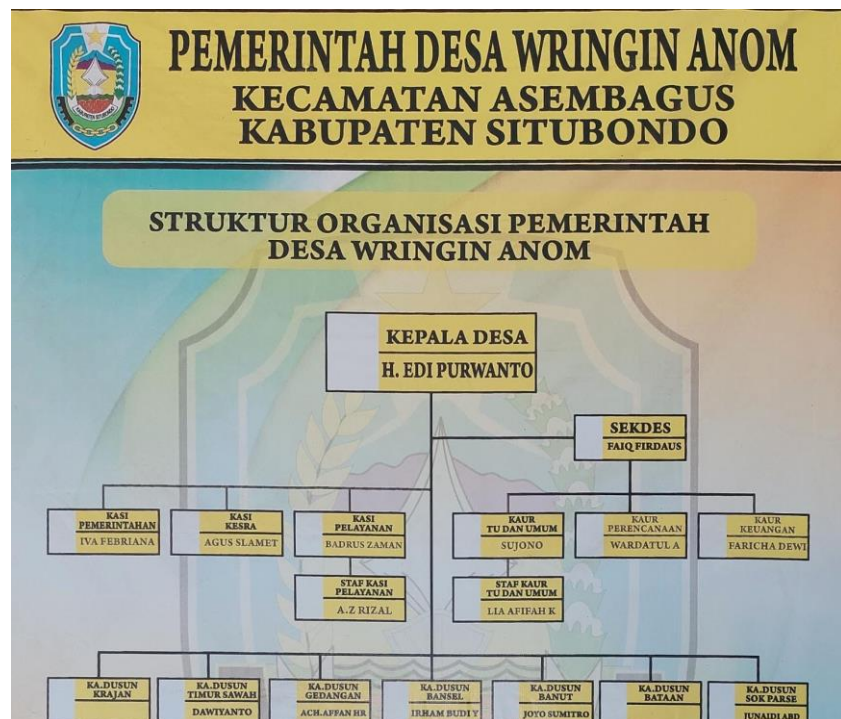 PEMERINTAH DESA WRINGIN ANOM
KECAMATAN ASEMBAGUS
KABUPATEN SITUBONDO
KABUPATEN SITUBONDO
STRUKTUR ORGANISASI PEMERINTAH
DESA WRINGIN ANOM
KEPALA DESA
H. EDI PURWANTO
SEKDES
FAIQ FIRDAUS
KASI
PEMERINTAHAN
IVA FEBRIANA
KASI
KESRA
AGUS SLAMET
KASI
PELAYANAN
BADRUS ZAMAN
KAUR
TU DAN UMUM
SUJONO
KAUR
PERENCANAAN
WARDATUL A
KAUR
KEUANGAN
FARICHA DEWI
STAF KASI
PELAYANAN
A.Z RIZAL
STAF KAUR
TU DAN UMUM
LIA AFIFAH K
KA.DUSUN
KRAJAN
KA.DUSUN
TIMUR SAWAH
DAWIYANTO
KA.DUSUN
GEDANGAN
ACH.AFFAN HR
KA.DUSUN
BANSEL
IRHAM BUDI Y
KA.DUSUN
BANUT
JOYO SUMITRO
KA.DUSUN
BATAAN
KA.DUSUN
SOK PARSE
JUNAIDI ABD